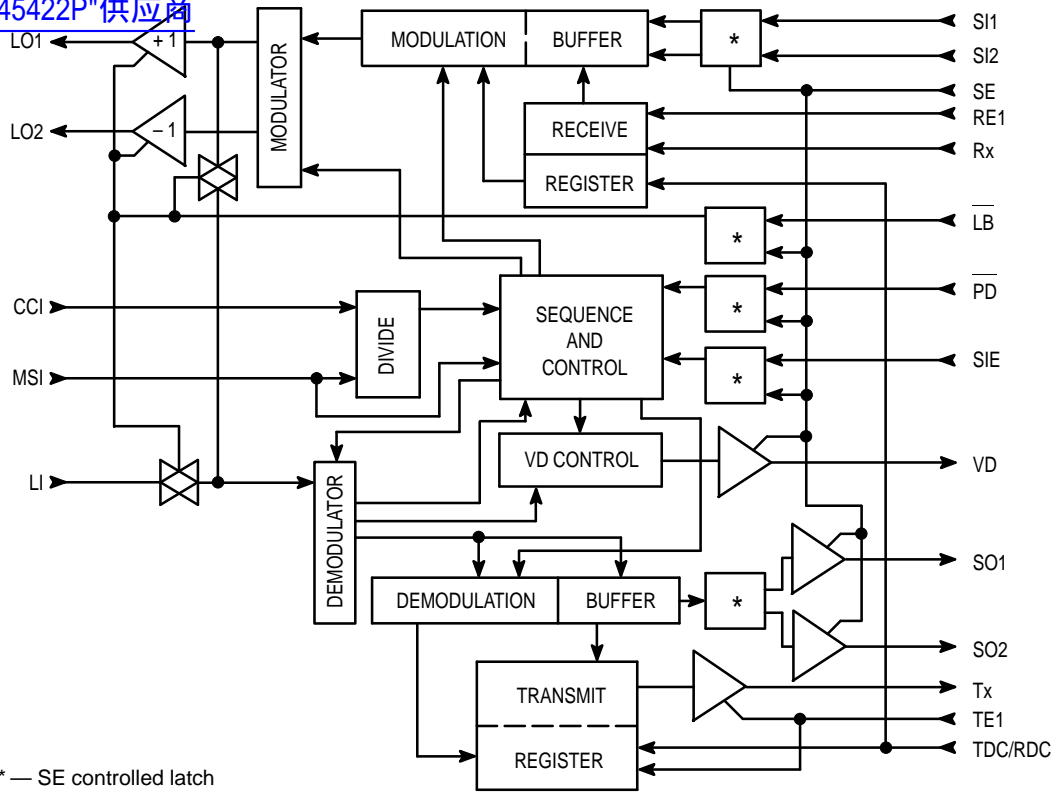 45422P"供应商
LO1
+ 1
MODULATOR
MODULATION
BUFFER
*
SI1
SI2
SE
LO2
– 1
RECEIVE
REGISTER
RE1
Rx
*
LB
CCI
DIVIDE
SEQUENCE
AND
CONTROL
*
PD
MSI
*
SIE
VD CONTROL
VD
LI
DEMODULATOR
SO1
DEMODULATION
BUFFER
*
SO2
TRANSMIT
REGISTER
Tx
TE1
TDC/RDC
* — SE controlled latch